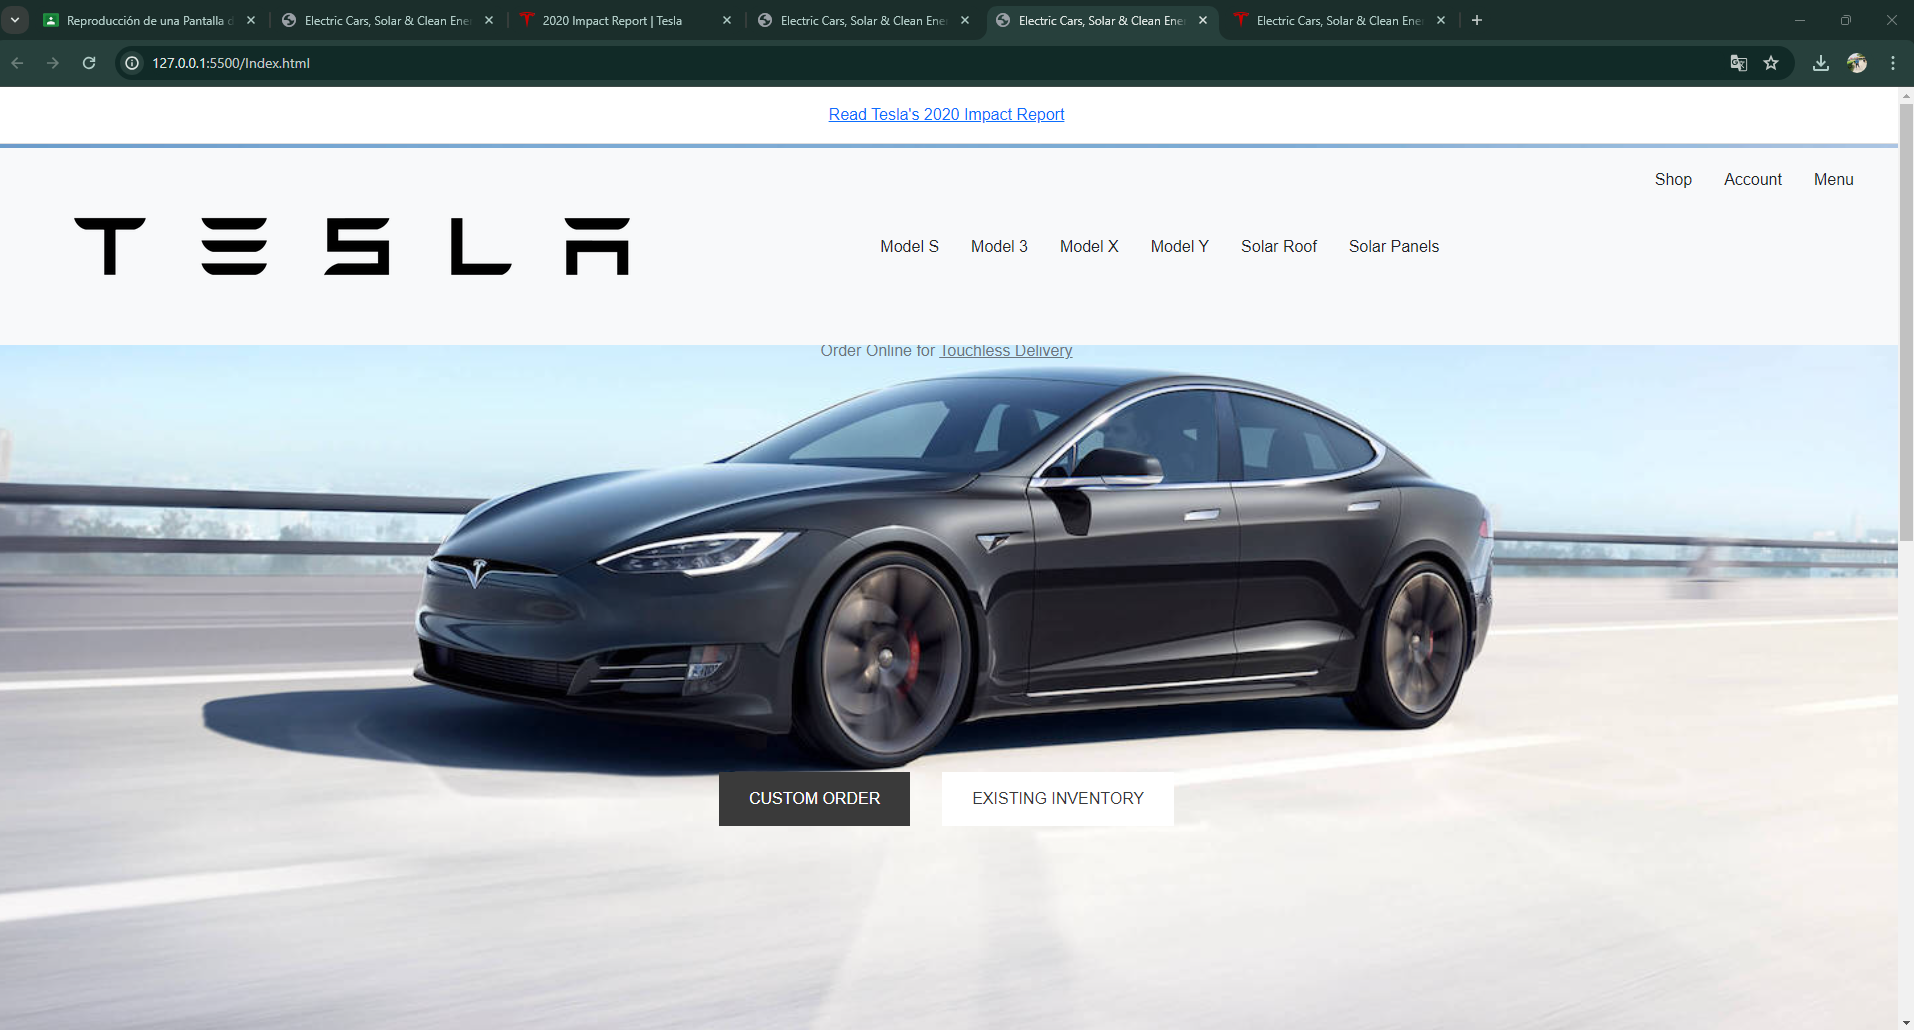 Reproducción de una Pantalla d
Electric Cars, Solar & Clean Ene
2020 Impact Report | Tesla
Electric Cars, Solar & Clean Ene
Electric Cars, Solar & Clean Ene
Electric Cars, Solar & Clean Ene
127.0.0.1:5500/Index.html
Read Tesla's 2020 Impact Report
Shop Account Menu
TESLA
Model S Model 3 Model X Model Y Solar Roof Solar Panels
Order Online for Touchless Delivery
CUSTOM ORDER EXISTING INVENTORY